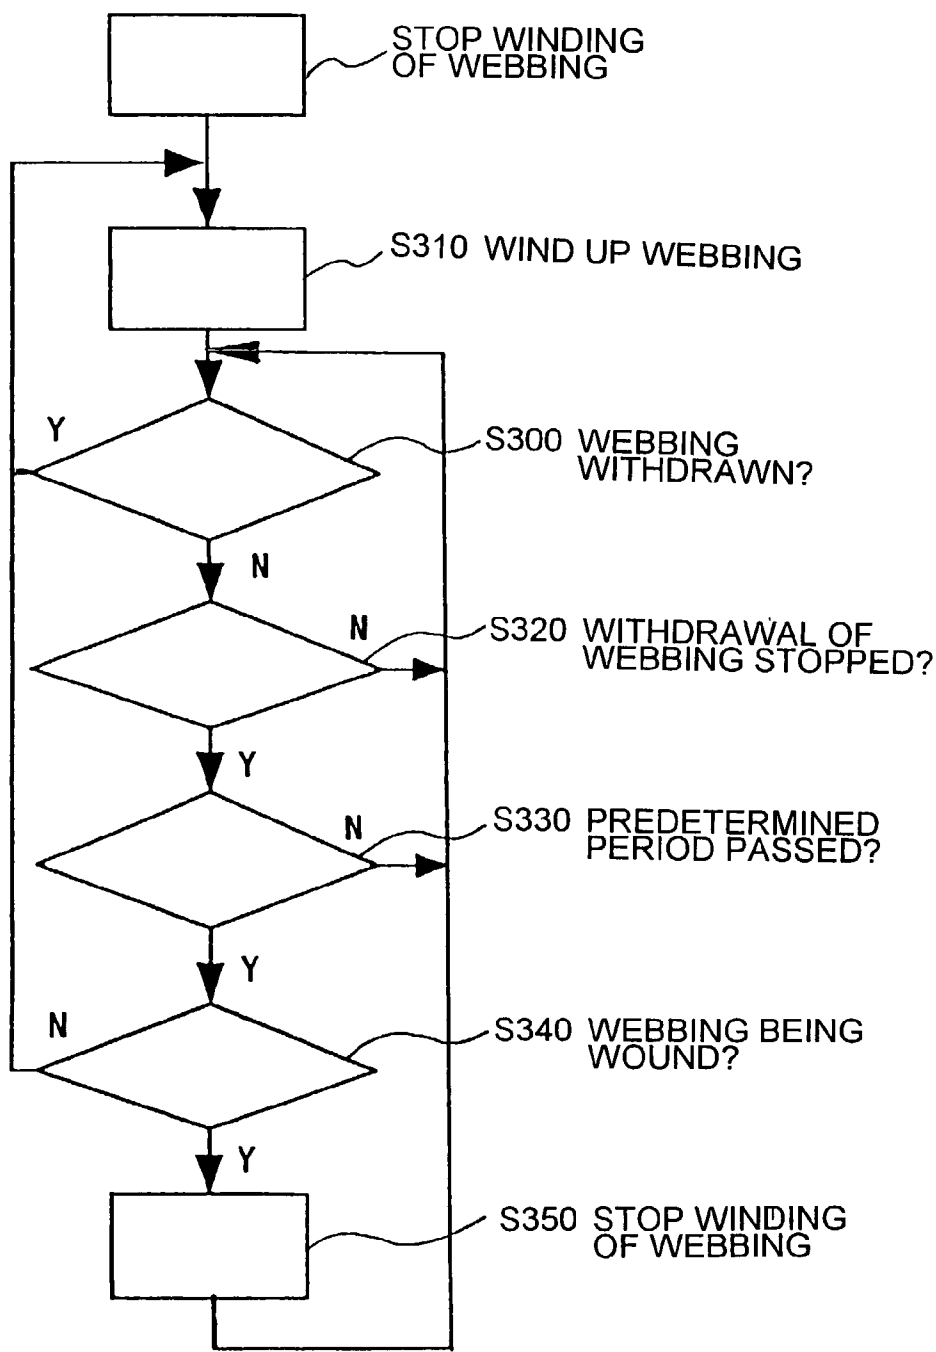 STOP WINDING
OF WEBBING
S310 WIND UP WEBBING
Y
S300 WEBBING
WITHDRAWN?
N
N
S320 WITHDRAWAL OF
WEBBING STOPPED?
Y
N
S330 PREDETERMINED
PERIOD PASSED?
Y
N
S340 WEBBING BEING
WOUND?
Y
S350 STOP WINDING
OF WEBBING